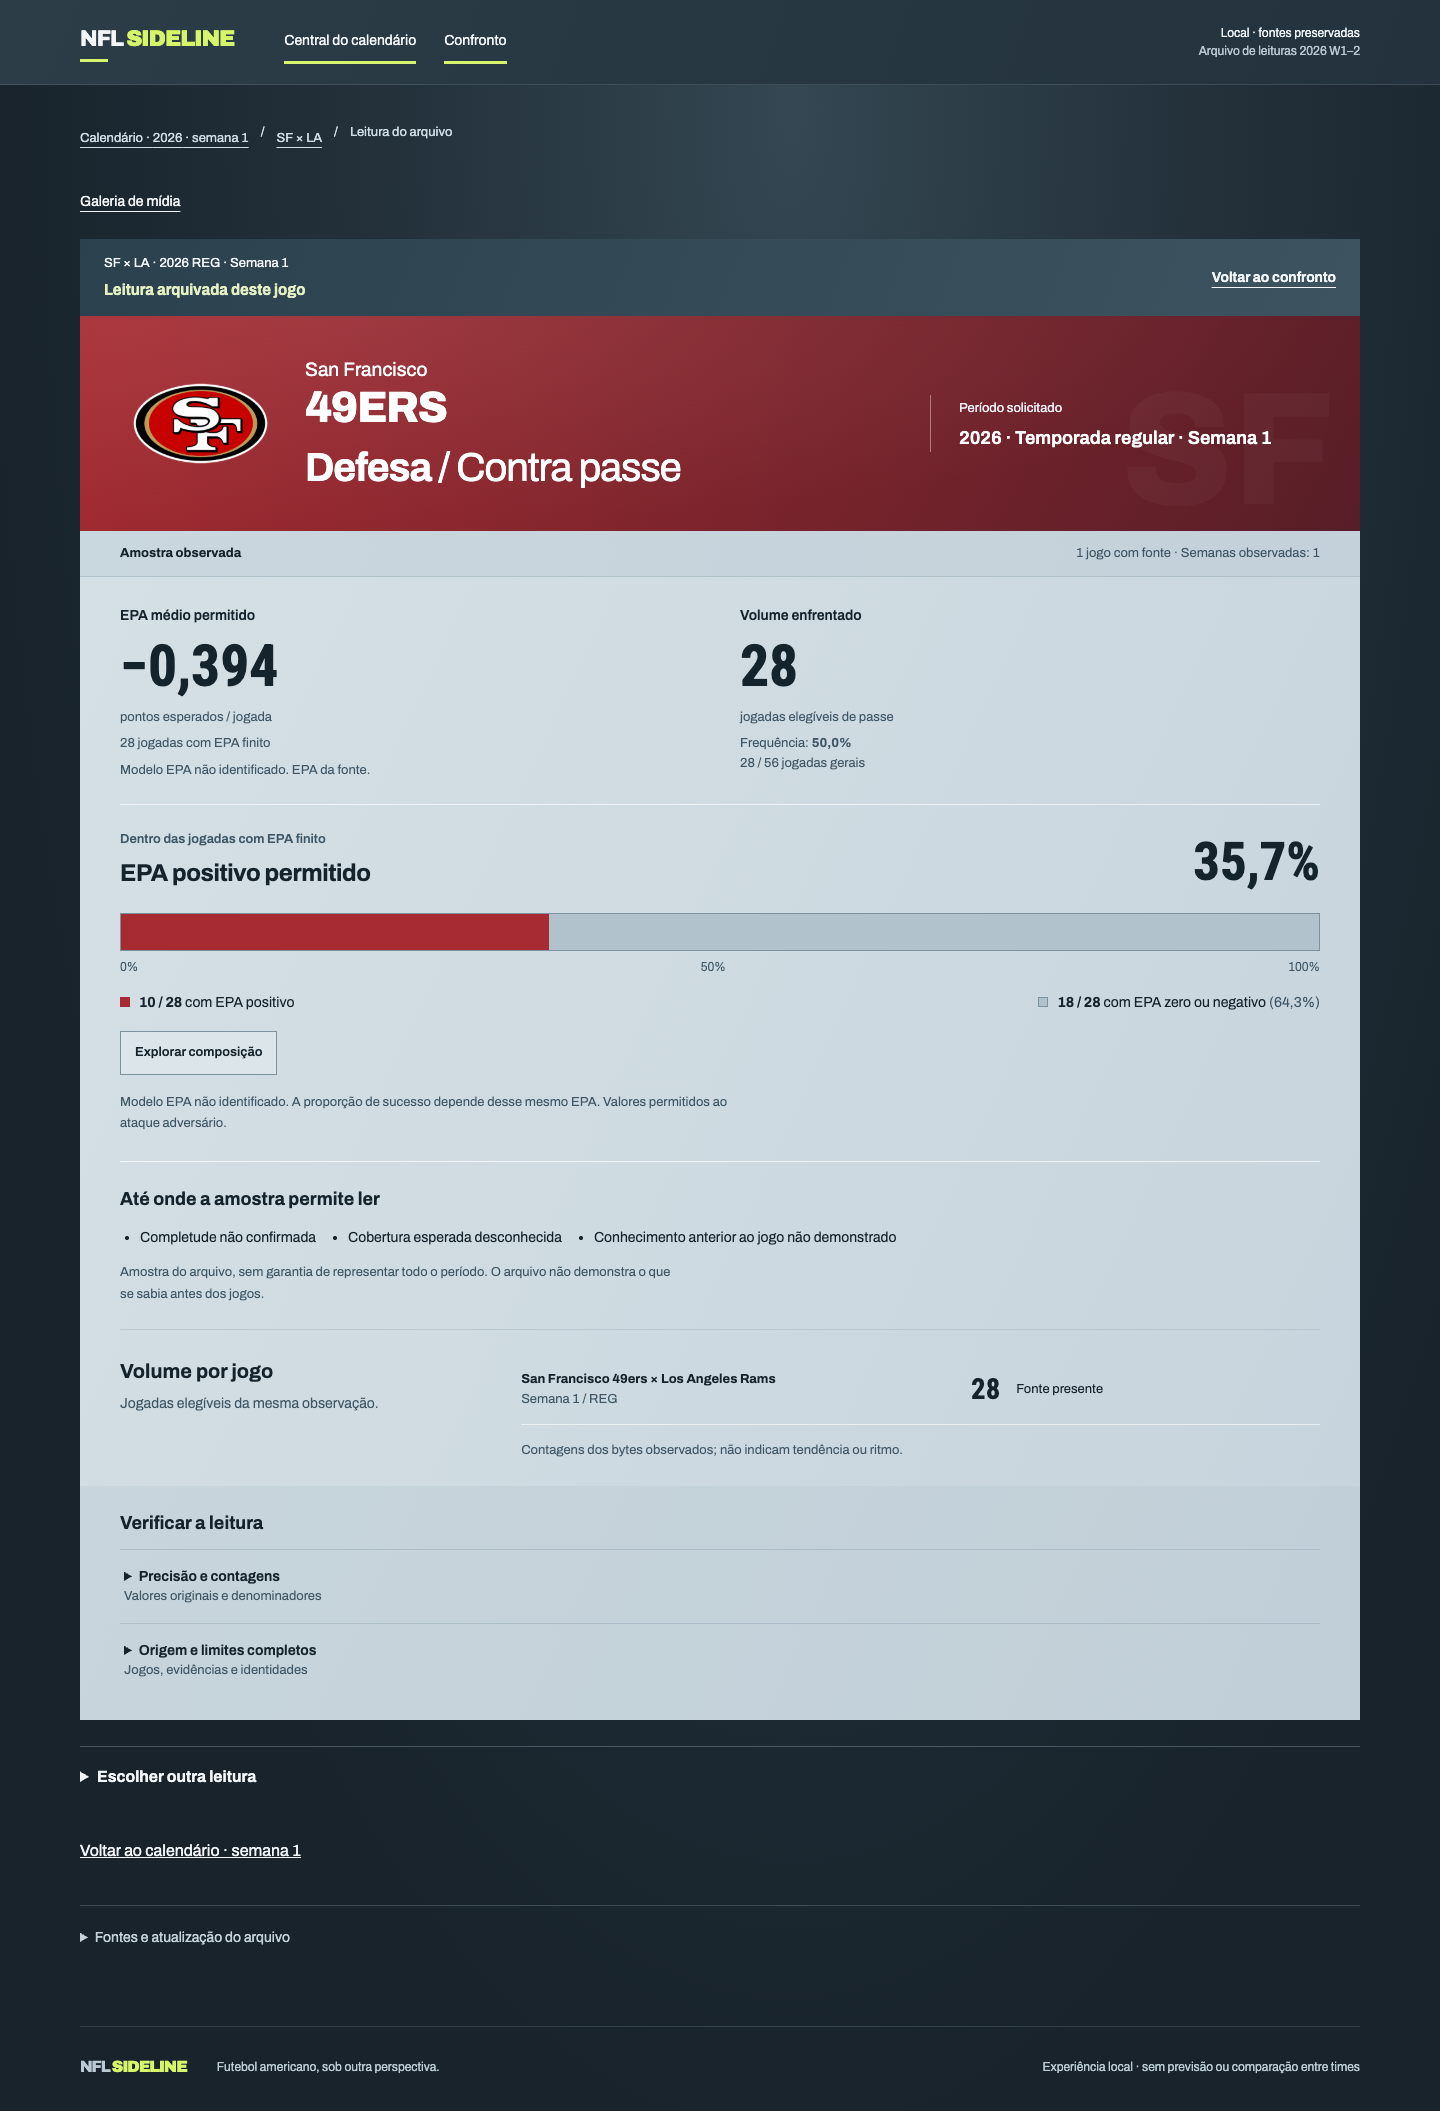 NFL SIDELINE
Central do calendário
Confronto
Local · fontes preservadas
Arquivo de leituras 2026 W1–2
Calendário · 2026 · semana 1 / SF × LA / Leitura do arquivo
Galeria de mídia
SF × LA · 2026 REG · Semana 1
Leitura arquivada deste jogo
Voltar ao confronto
SF
San Francisco
49ERS
Defesa / Contra passe
Período solicitado
2026 · Temporada regular · Semana 1
SF
Amostra observada
1 jogo com fonte · Semanas observadas: 1
EPA médio permitido
−0,394
pontos esperados / jogada
28 jogadas com EPA finito
Modelo EPA não identificado. EPA da fonte.
Volume enfrentado
28
jogadas elegíveis de passe
Frequência: 50,0%
28 / 56 jogadas gerais
Dentro das jogadas com EPA finito
EPA positivo permitido
35,7%
0%
50%
100%
10 / 28 com EPA positivo
18 / 28 com EPA zero ou negativo (64,3%)
Explorar composição
Modelo EPA não identificado. A proporção de sucesso depende desse mesmo EPA. Valores permitidos ao
ataque adversário.
Até onde a amostra permite ler
• Completude não confirmada • Cobertura esperada desconhecida • Conhecimento anterior ao jogo não demonstrado
Amostra do arquivo, sem garantia de representar todo o período. O arquivo não demonstra o que
se sabia antes dos jogos.
Volume por jogo
Jogadas elegíveis da mesma observação.
San Francisco 49ers × Los Angeles Rams
Semana 1 / REG
28 Fonte presente
Contagens dos bytes observados; não indicam tendência ou ritmo.
Verificar a leitura
Precisão e contagens
Valores originais e denominadores
Origem e limites completos
Jogos, evidências e identidades
Escolher outra leitura
Voltar ao calendário · semana 1
Fontes e atualização do arquivo
NFL SIDELINE
Futebol americano, sob outra perspectiva.
Experiência local · sem previsão ou comparação entre times